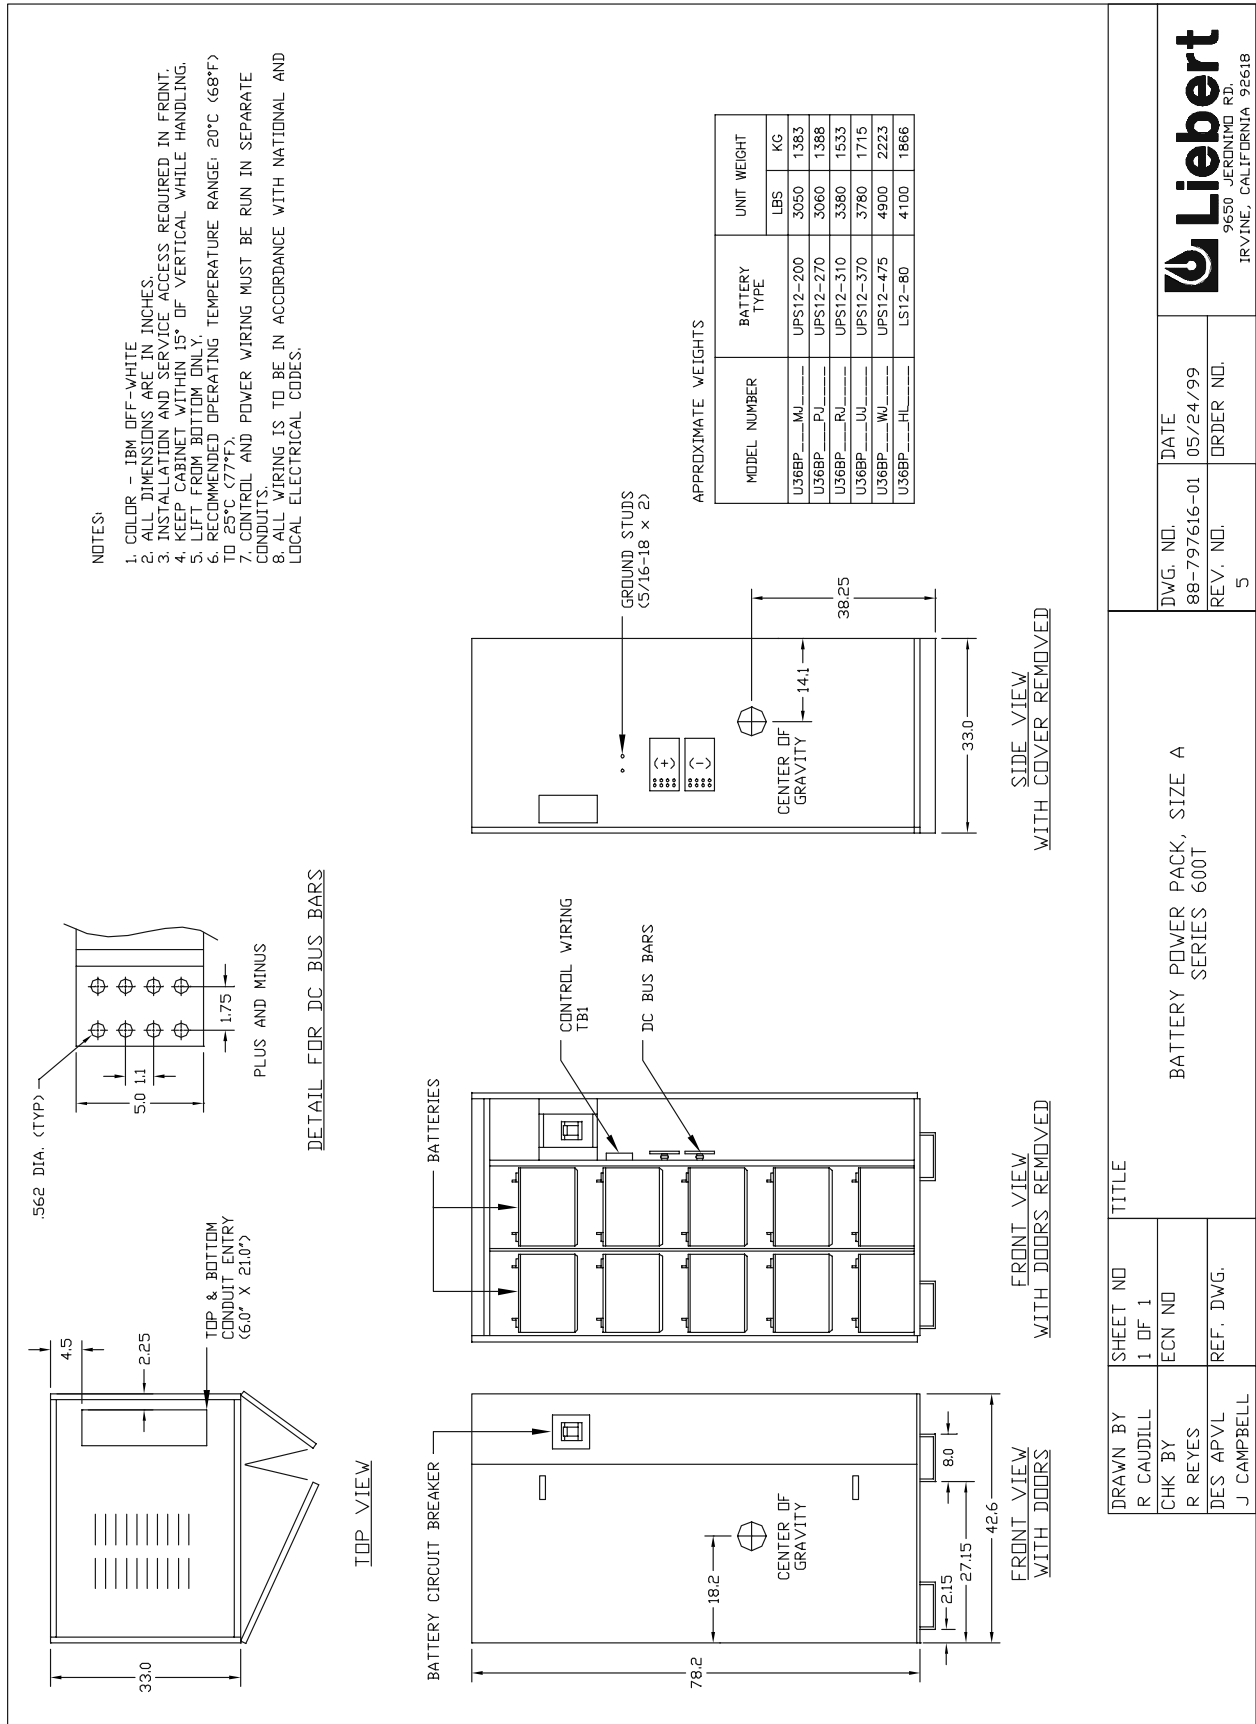 .562 DIA. (TYP)
5.0
1.1
1.75
PLUS AND MINUS
DETAIL FOR DC BUS BARS
NOTES:
1. COLOR - IBM OFF-WHITE
2. ALL DIMENSIONS ARE IN INCHES.
3. INSTALLATION AND SERVICE ACCESS REQUIRED IN FRONT.
4. KEEP CABINET WITHIN 15° OF VERTICAL WHILE HANDLING.
5. LIFT FROM BOTTOM ONLY.
6. RECOMMENDED OPERATING TEMPERATURE RANGE: 20°C (68°F)
TO 25°C (77°F).
7. CONTROL AND POWER WIRING MUST BE RUN IN SEPARATE
CONDUITS.
8. ALL WIRING IS TO BE IN ACCORDANCE WITH NATIONAL AND
LOCAL ELECTRICAL CODES.
33.0
4.5
2.25
TOP & BOTTOM
CONDUIT ENTRY
(6.0" X 21.0")
TOP VIEW
BATTERY CIRCUIT BREAKER
78.2
18.2
CENTER OF
GRAVITY
2.15
8.0
27.15
42.6
FRONT VIEW
WITH DOORS
BATTERIES
CONTROL WIRING
TB1
DC BUS BARS
FRONT VIEW
WITH DOORS REMOVED
GROUND STUDS
(5/16-18 x 2)
(+)
(-)
CENTER OF
GRAVITY
14.1
38.25
33.0
SIDE VIEW
WITH COVER REMOVED
APPROXIMATE WEIGHTS
MODEL NUMBER BATTERY TYPE UNIT WEIGHT
LBS KG
U36BP___MJ_____ UPS12-200 3050 1383
U36BP___PJ_____ UPS12-270 3060 1388
U36BP___RJ_____ UPS12-310 3380 1533
U36BP___UJ_____ UPS12-370 3780 1715
U36BP___WJ_____ UPS12-475 4900 2223
U36BP___HL_____ LS12-80 4100 1866
DRAWN BY
R CAUDILL
CHK BY
R REYES
DES APVL
J CAMPBELL
SHEET NO
1 OF 1
ECN NO
REF. DWG.
TITLE
BATTERY POWER PACK, SIZE A
SERIES 600T
DWG. NO.
88-797616-01
REV. NO.
5
DATE
05/24/99
ORDER NO.
Liebert
9650 JERONIMO RD.
IRVINE, CALIFORNIA 92618